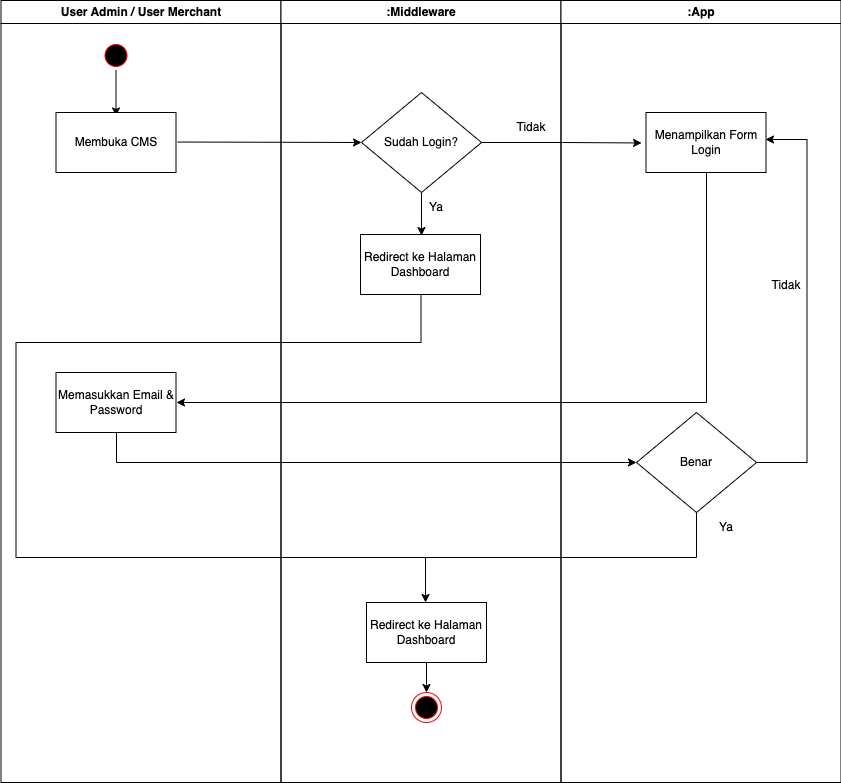 User Admin / User Merchant
:Middleware
:App
Membuka CMS
Sudah Login?
Tidak
Menampilkan Form
Login
Ya
Redirect ke Halaman
Dashboard
Tidak
Memasukkan Email &
Password
Benar
Ya
Redirect ke Halaman
Dashboard